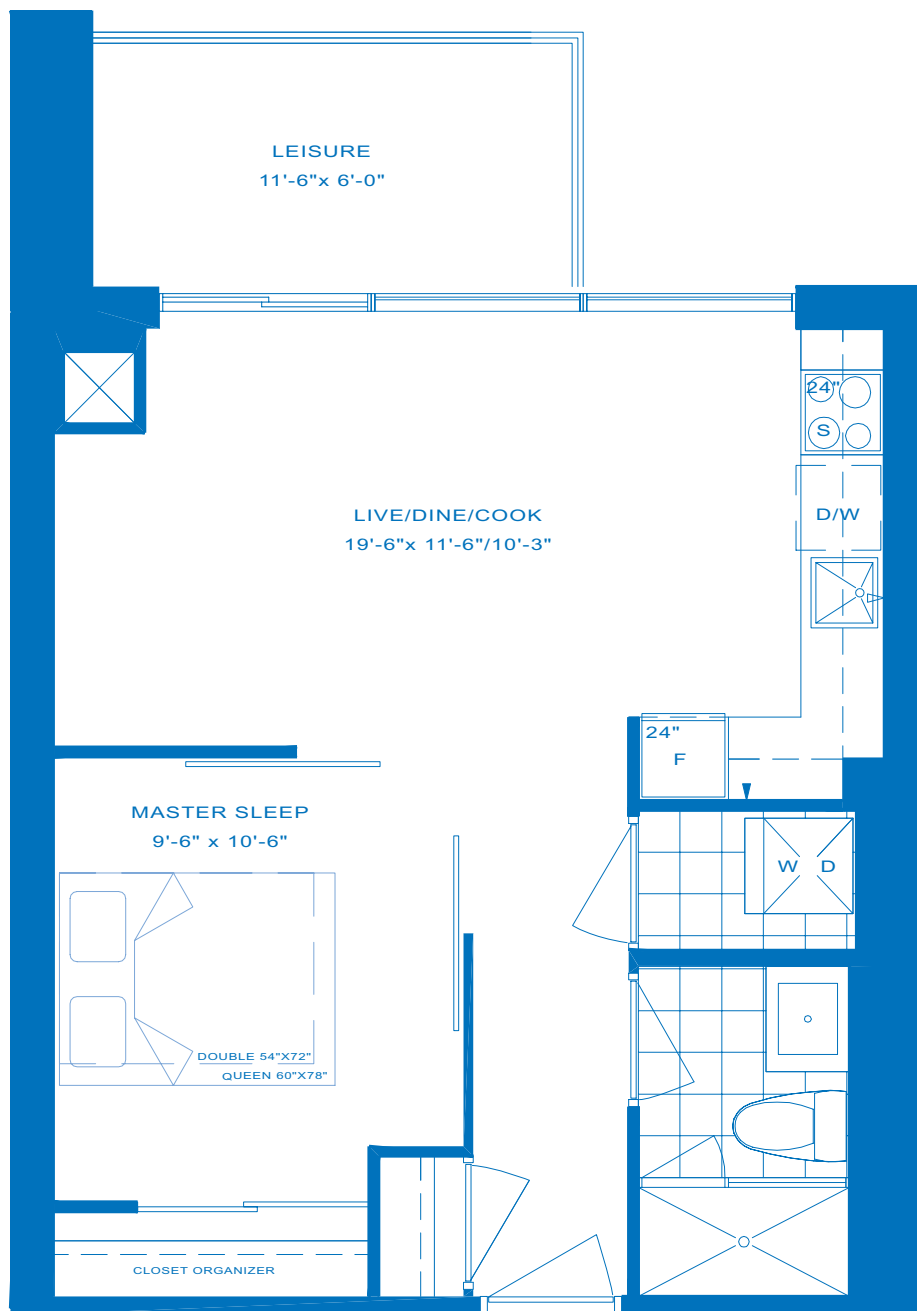 LEISURE
11'-6"x 6'-0"
24"
S
LIVE/DINE/COOK
19'-6"x 11'-6"/10'-3"
D/W
24"
F
MASTER SLEEP
9'-6" x 10'-6"
W D
DOUBLE 54"X72"
QUEEN 60"X78"
CLOSET ORGANIZER